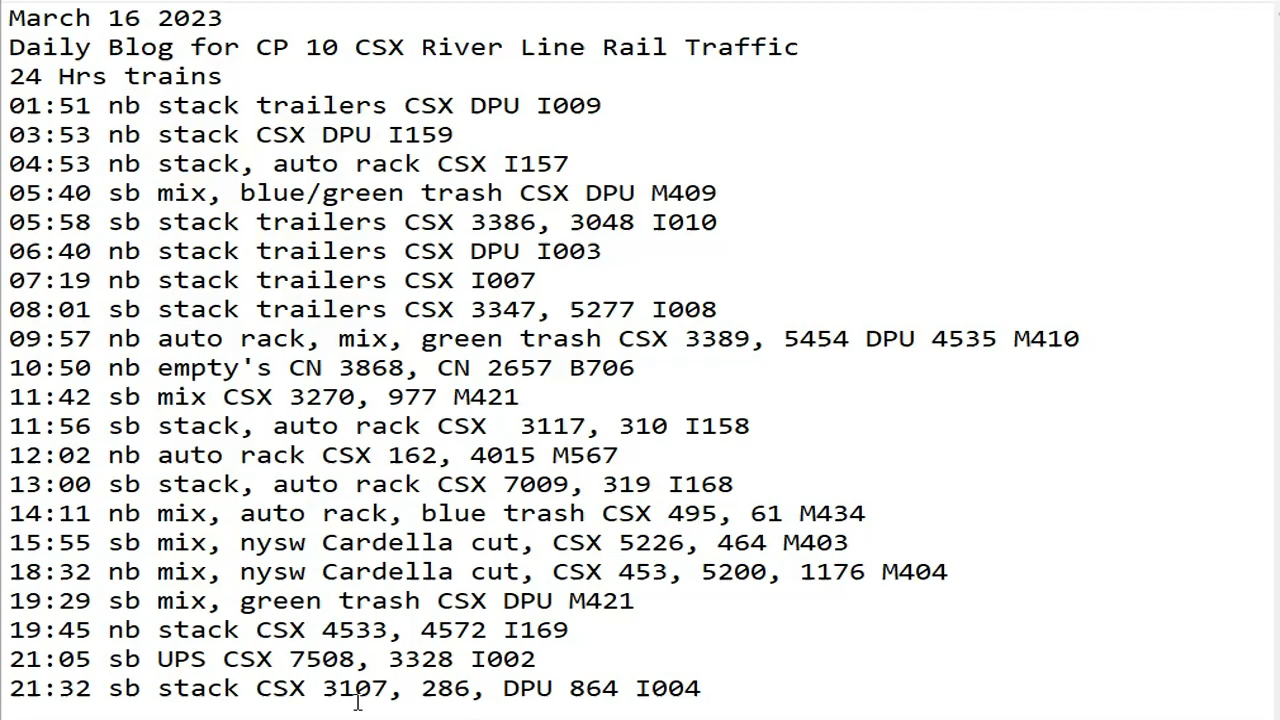 March 16 2023
Daily Blog for CP 10 CSX River Line Rail Traffic
24 Hrs trains
01:51 nb stack trailers CSX DPU I009
03:53 nb stack CSX DPU I159
04:53 nb stack, auto rack CSX I157
05:40 sb mix, blue/green trash CSX DPU M409
05:58 sb stack trailers CSX 3386, 3048 I010
06:40 nb stack trailers CSX DPU I003
07:19 nb stack trailers CSX I007
08:01 sb stack trailers CSX 3347, 5277 I008
09:57 nb auto rack, mix, green trash CSX 3389, 5454 DPU 4535 M410
10:50 nb empty's CN 3868, CN 2657 B706
11:42 sb mix CSX 3270, 977 M421
11:56 sb stack, auto rack CSX  3117, 310 I158
12:02 nb auto rack CSX 162, 4015 M567
13:00 sb stack, auto rack CSX 7009, 319 I168
14:11 nb mix, auto rack, blue trash CSX 495, 61 M434
15:55 sb mix, nysw Cardella cut, CSX 5226, 464 M403
18:32 nb mix, nysw Cardella cut, CSX 453, 5200, 1176 M404
19:29 sb mix, green trash CSX DPU M421
19:45 nb stack CSX 4533, 4572 I169
21:05 sb UPS CSX 7508, 3328 I002
21:32 sb stack CSX 3107, 286, DPU 864 I004